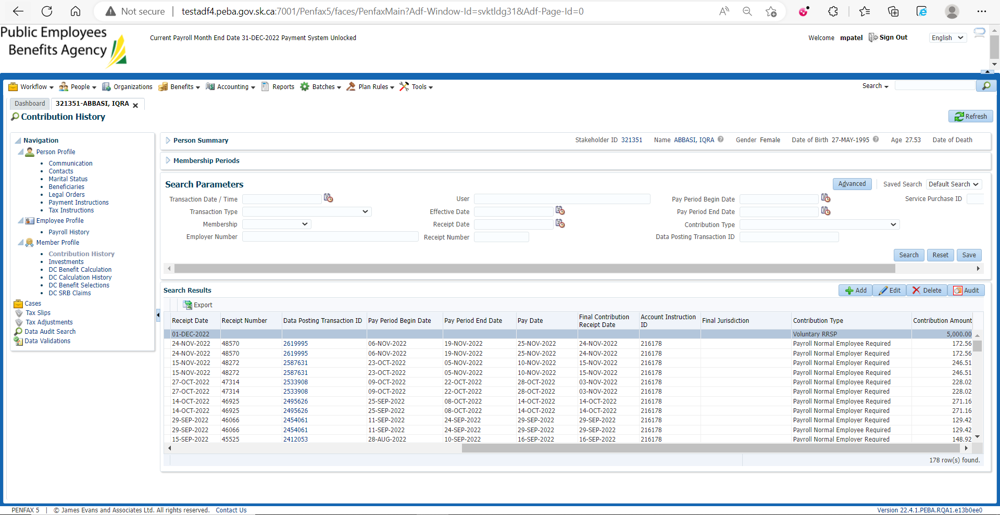 Not secure | testadf4.peba.gov.sk.ca:7001/Penfax5/faces/PenfaxMain?Adf-Window-Id=svktldg31&Adf-Page-Id=0
Public Employees
Benefits Agency
Current Payroll Month End Date 31-DEC-2022 Payment System Unlocked
Welcome mpatel Sign Out English
Workflow People Organizations Benefits Accounting Reports Batches Plan Rules Tools Search
Dashboard 321351-ABBASI, IQRA
Contribution History Refresh
Navigation
Person Profile
Communication
Contacts
Marital Status
Beneficiaries
Legal Orders
Payment Instructions
Tax Instructions
Employee Profile
Payroll History
Member Profile
Contribution History
Investments
DC Benefit Calculation
DC Calculation History
DC Benefit Selections
DC SRB Claims
Cases
Tax Slips
Tax Adjustments
Data Audit Search
Data Validations
Person Summary Stakeholder ID 321351 Name ABBASI, IQRA Gender Female Date of Birth 27-MAY-1995 Age 27.53 Date of Death
Membership Periods
Search Parameters Advanced Saved Search Default Search
Transaction Date / Time User Pay Period Begin Date Service Purchase ID
Transaction Type Effective Date Pay Period End Date
Membership Receipt Date Contribution Type
Employer Number Receipt Number Data Posting Transaction ID
Search Reset Save
Search Results Add Edit Delete Audit
Export
Receipt Date Receipt Number Data Posting Transaction ID Pay Period Begin Date Pay Period End Date Pay Date Final Contribution Receipt Date Account Instruction ID Final Jurisdiction Contribution Type Contribution Amount
01-DEC-2022 Voluntary RRSP 5,000.00
24-NOV-2022 48570 2619995 06-NOV-2022 19-NOV-2022 25-NOV-2022 24-NOV-2022 216178 Payroll Normal Employee Required 172.56
24-NOV-2022 48570 2619995 06-NOV-2022 19-NOV-2022 25-NOV-2022 24-NOV-2022 216178 Payroll Normal Employer Required 172.56
15-NOV-2022 48272 2587631 23-OCT-2022 05-NOV-2022 10-NOV-2022 15-NOV-2022 216178 Payroll Normal Employee Required 246.51
15-NOV-2022 48272 2587631 23-OCT-2022 05-NOV-2022 10-NOV-2022 15-NOV-2022 216178 Payroll Normal Employer Required 246.51
27-OCT-2022 47314 2533908 09-OCT-2022 22-OCT-2022 28-OCT-2022 03-NOV-2022 216178 Payroll Normal Employee Required 228.02
27-OCT-2022 47314 2533908 09-OCT-2022 22-OCT-2022 28-OCT-2022 03-NOV-2022 216178 Payroll Normal Employer Required 228.02
14-OCT-2022 46925 2495626 25-SEP-2022 08-OCT-2022 14-OCT-2022 14-OCT-2022 216178 Payroll Normal Employee Required 271.16
14-OCT-2022 46925 2495626 25-SEP-2022 08-OCT-2022 14-OCT-2022 14-OCT-2022 216178 Payroll Normal Employer Required 271.16
29-SEP-2022 46066 2454061 11-SEP-2022 24-SEP-2022 29-SEP-2022 29-SEP-2022 216178 Payroll Normal Employer Required 129.42
29-SEP-2022 46066 2454061 11-SEP-2022 24-SEP-2022 29-SEP-2022 29-SEP-2022 216178 Payroll Normal Employee Required 129.42
15-SEP-2022 45525 2412053 28-AUG-2022 10-SEP-2022 16-SEP-2022 16-SEP-2022 216178 Payroll Normal Employer Required 148.92
178 row(s) found.
PENFAX 5 | © James Evans and Associates Ltd. All rights reserved. Contact Us Version 22.4.1.PEBA.RQA1.e13b0ee0